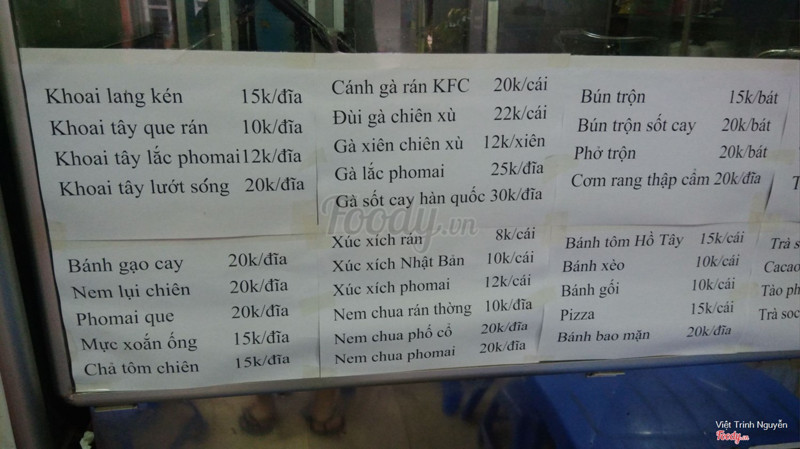 Khoai lang kén 15k/đĩa
Khoai tây que rán 10k/đĩa
Khoai tây lắc phomai 12k/đĩa
Khoai tây lướt sóng 20k/đĩa
Cánh gà rán KFC 20k/cái
Đùi gà chiên xù 22k/cái
Gà xiên chiên xù 12k/xiên
Gà lắc phomai 25k/đĩa
Gà sốt cay hàn quốc 30k/đĩa
Bún trộn 15k/bát
Bún trộn sốt cay 20k/bát
Phở trộn 20k/bát
Cơm rang thập cẩm 20k/đĩa
Foody.vn
Bánh gạo cay 20k/đĩa
Nem lụi chiên 20k/đĩa
Phomai que 20k/đĩa
Mực xoắn ống 15k/đĩa
Chả tôm chiên 15k/đĩa
Xúc xích rán 8k/cái
Xúc xích Nhật Bản 10k/cái
Xúc xích phomai 12k/cái
Nem chua rán thường 10k/đĩa
Nem chua phố cổ 20k/đĩa
Nem chua phomai 20k/đĩa
Bánh tôm Hồ Tây 15k/cái
Bánh xèo 10k/cái
Bánh gối 10k/cái
Pizza 15k/cái
Bánh bao mặn 20k/đĩa
Trà s
Cacao
Tào ph
Trà soc
Việt Trinh Nguyễn
Foody.vn